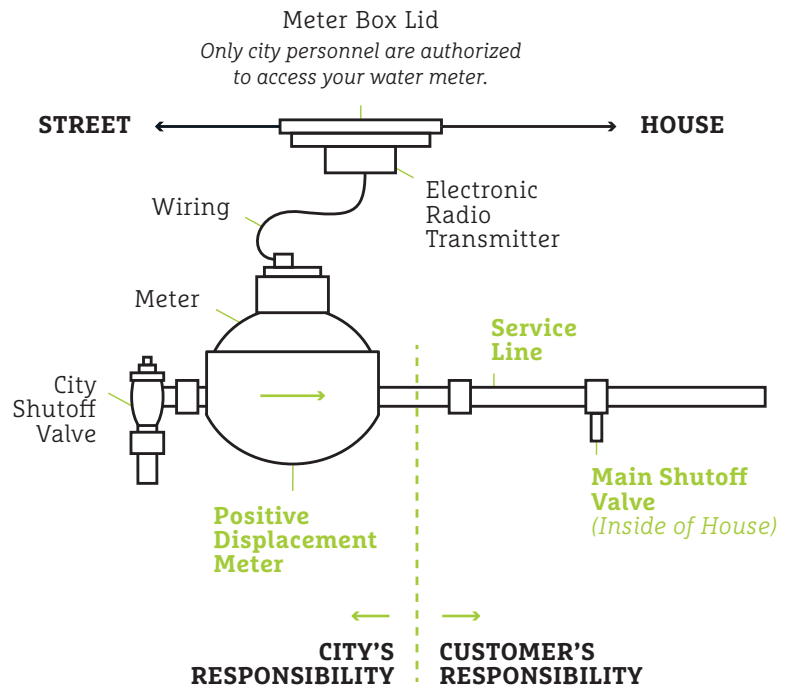 Meter Box Lid
Only city personnel are authorized
to access your water meter.
STREET
HOUSE
Electronic
Radio
Transmitter
Wiring
Meter
Service
Line
City
Shutoff
Valve
Main Shutoff
Valve
(Inside of House)
Positive
Displacement
Meter
CITY'S
RESPONSIBILITY
CUSTOMER'S
RESPONSIBILITY